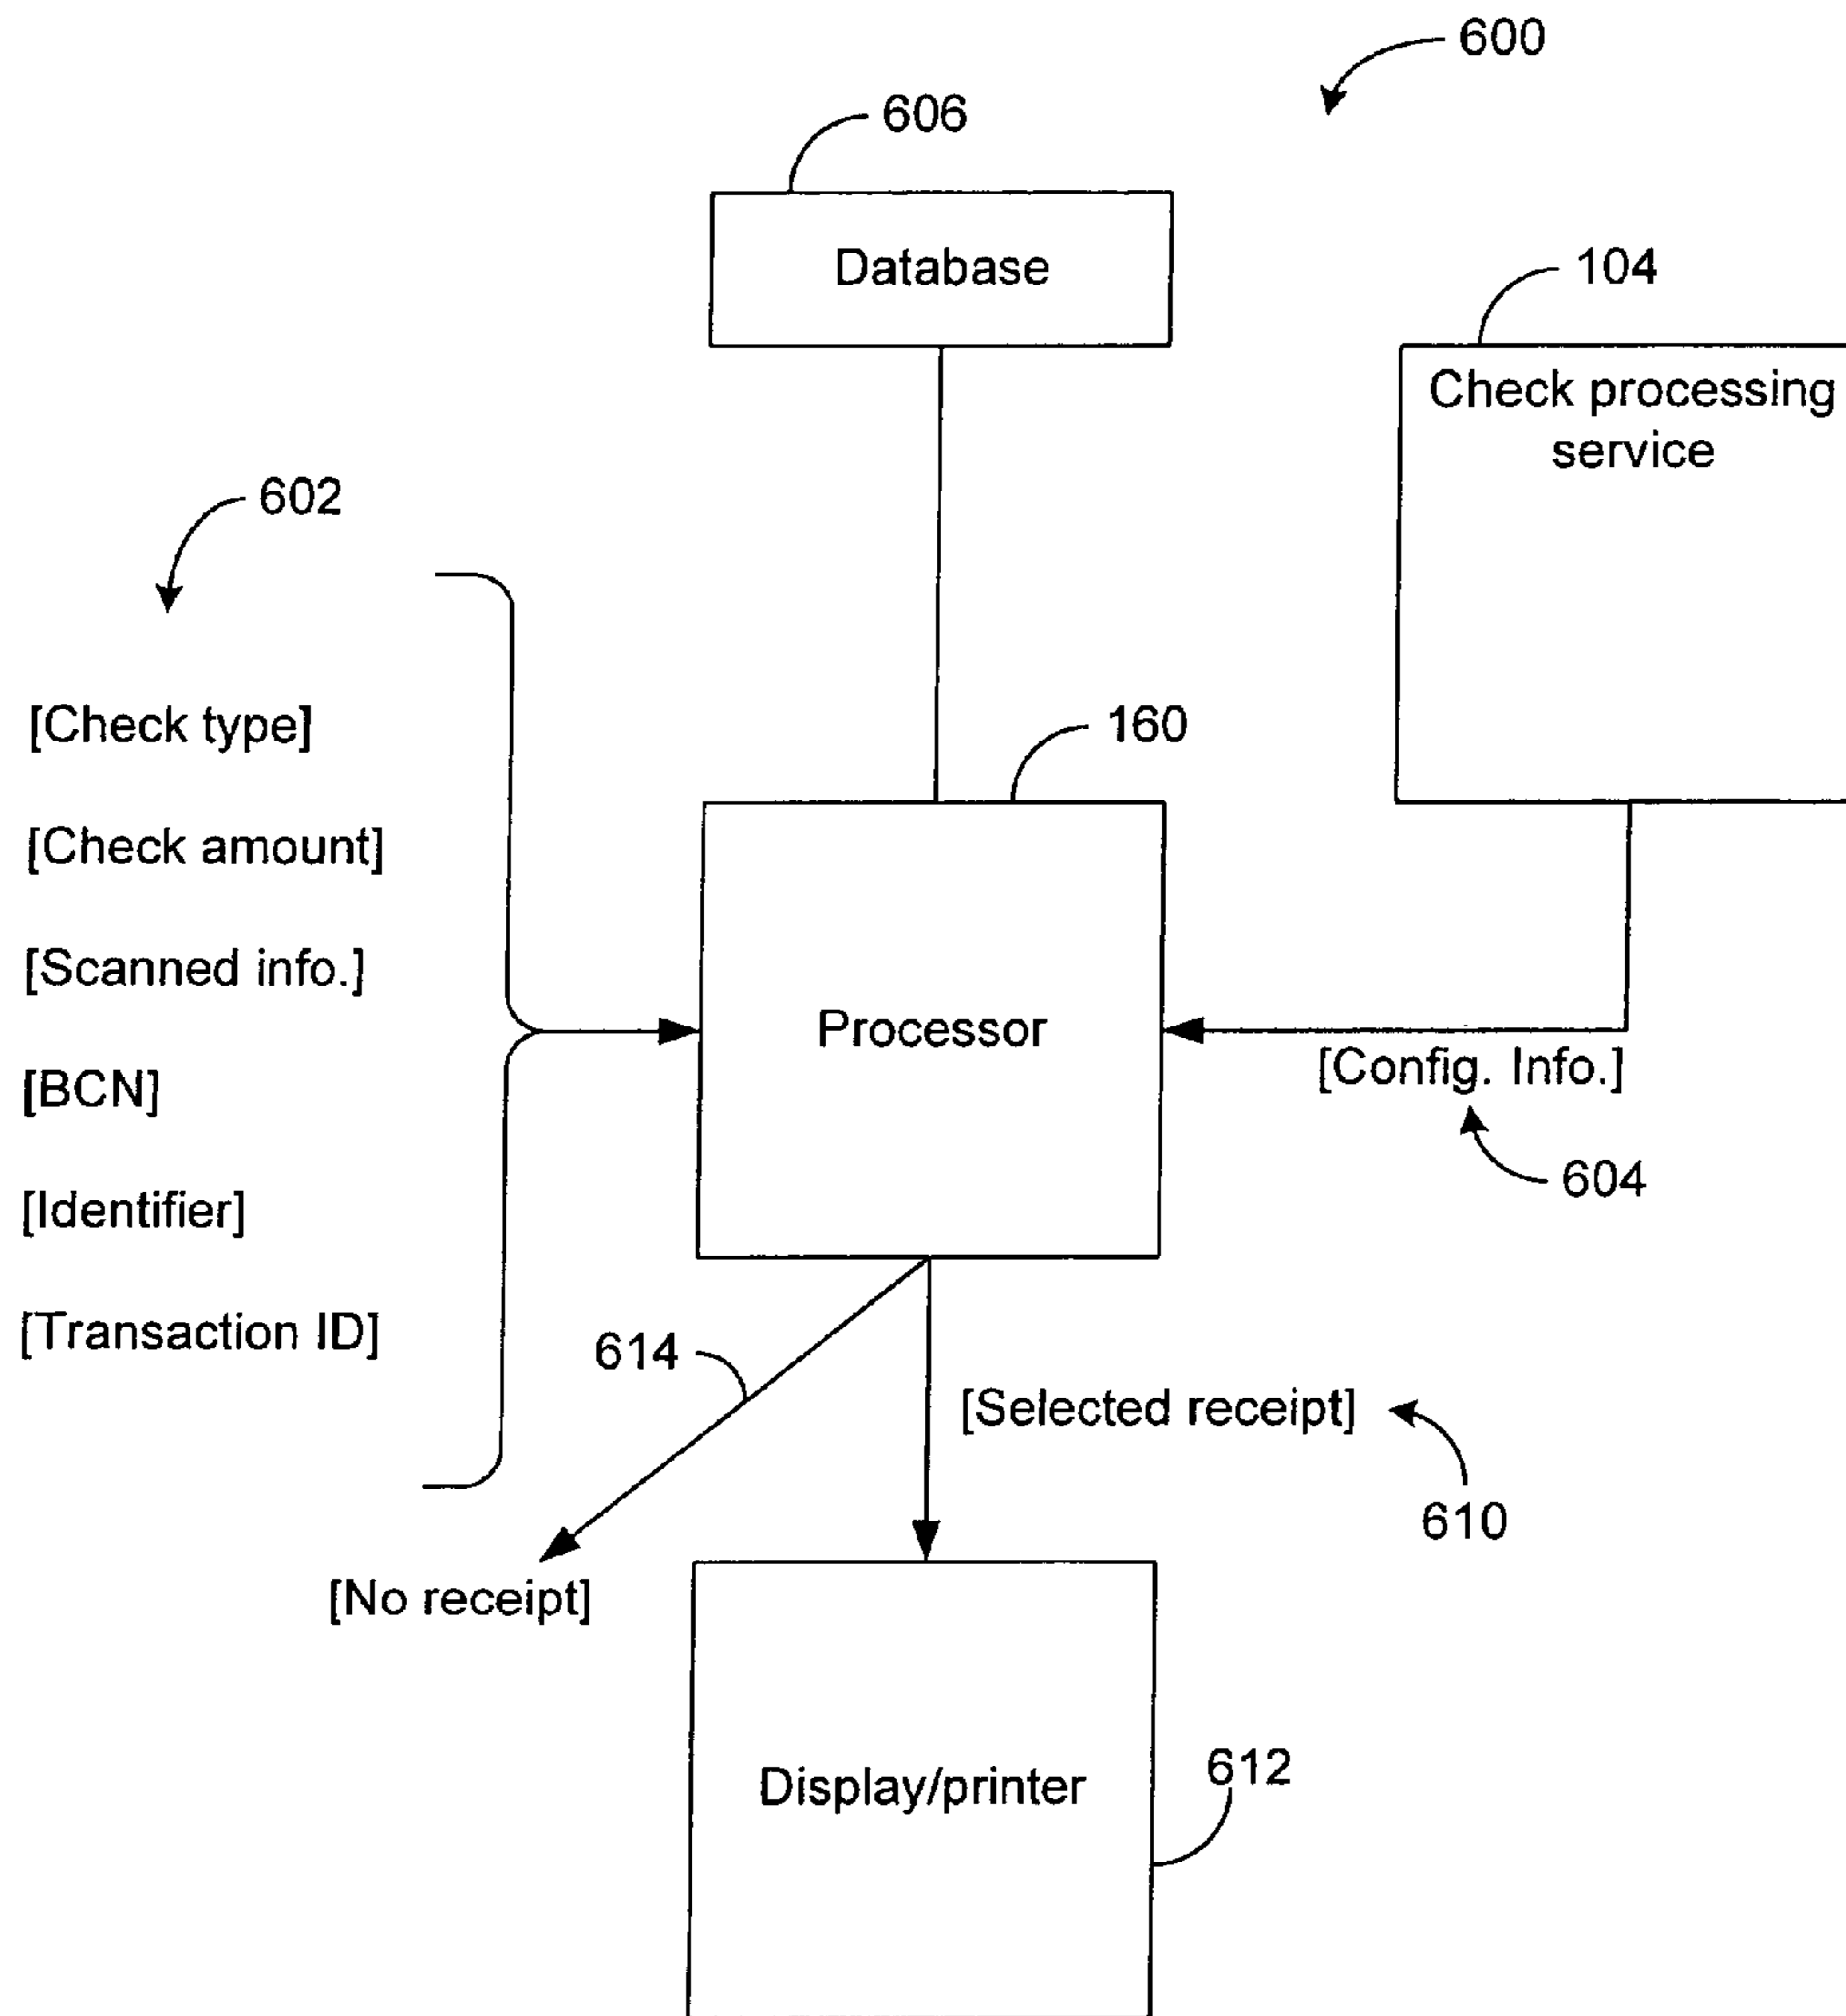 600
606
Database
104
Check processing
service
602
[Check type]
[Check amount]
[Scanned info.]
[BCN]
[Identifier]
[Transaction ID]
160
Processor
[Config. Info.]
604
614
[Selected receipt]
610
[No receipt]
Display/printer
612